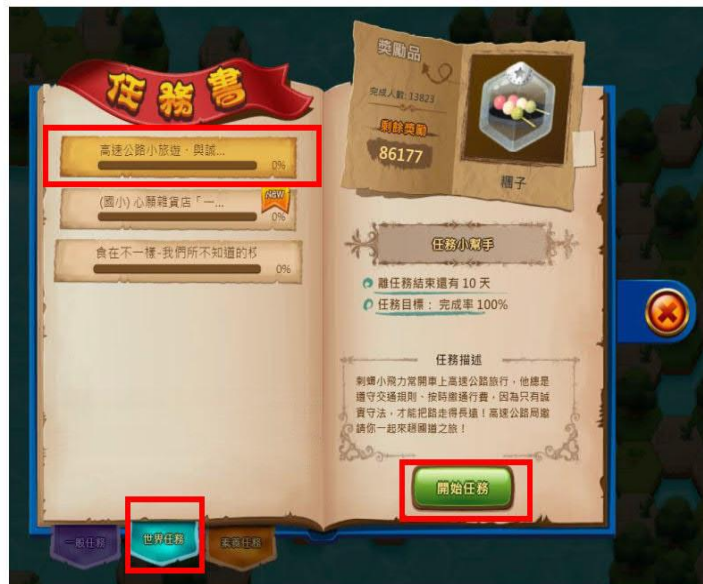 任務書
高速公路小旅遊．與誠...
0%
NEW
(國小) 心願雜貨店「一...
0%
食在不一樣-我們所不知道的校
0%
獎勵品
完成人數:13823
剩餘獎勵
86177
糰子
任務小幫手
離任務結束還有 10 天
任務目標： 完成率 100%
任務描述
刺蝟小飛力常開車上高速公路旅行，他總是
遵守交通規則、按時繳通行費，因為只有誠
實守法，才能把路走得長遠！高速公路局邀
請你一起來趟國道之旅！
開始任務
一般任務
世界任務
素養任務